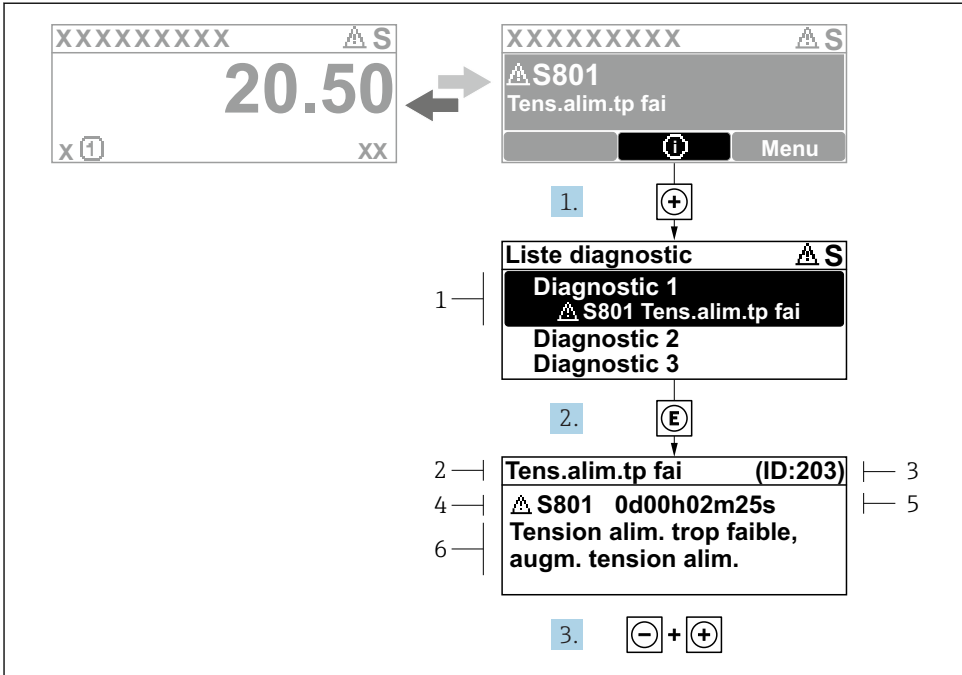 XXXXXXXXX ⚠ S
20.50
x ① xx
XXXXXXXXX ⚠ S
⚠ S801
Tens.alim.tp fai
ⓘ Menu
1. +
Liste diagnostic ⚠ S
1 Diagnostic 1
⚠ S801 Tens.alim.tp fai
Diagnostic 2
Diagnostic 3
2. E
2 Tens.alim.tp fai (ID:203) 3
4 ⚠ S801 0d00h02m25s 5
6 Tension alim. trop faible,
augm. tension alim.
3. - + +